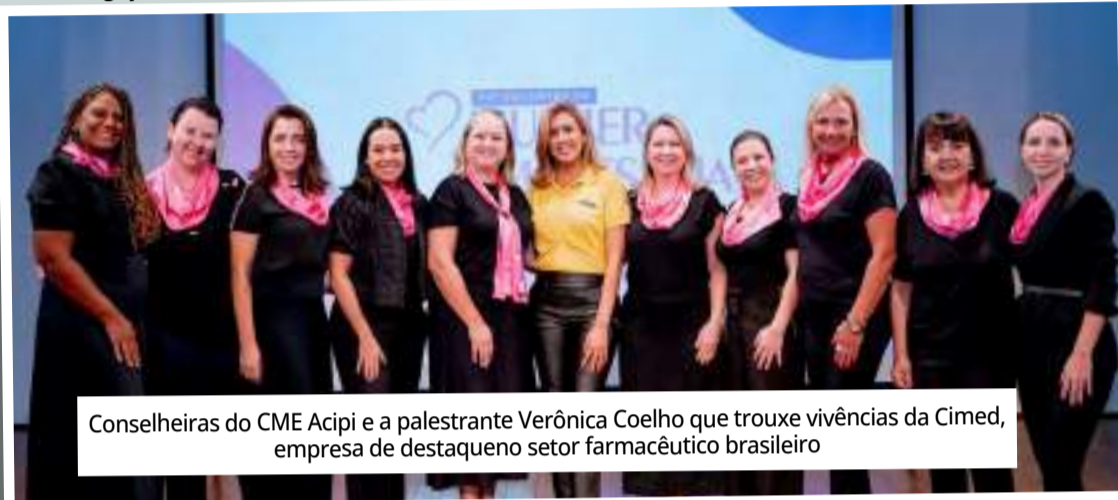 Conselheiras do CME Acipi e a palestrante Verônica Coelho que trouxe vivências da Cimed,
empresa de destaqueno setor farmacêutico brasileiro